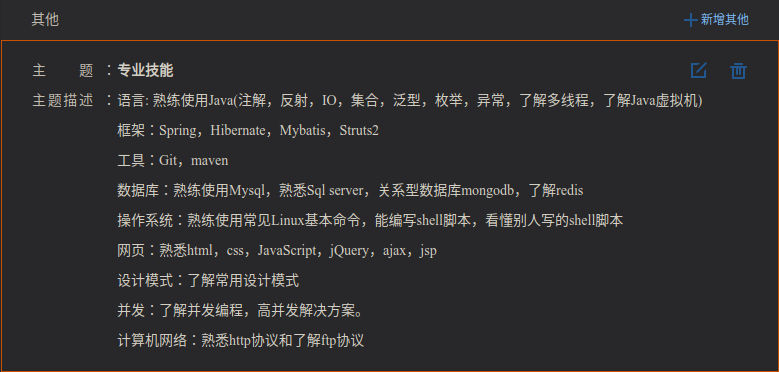 其他
新增其他
主 题 ：专业技能
主题描述 ：语言: 熟练使用Java(注解，反射，IO，集合，泛型，枚举，异常，了解多线程，了解Java虚拟机)
框架：Spring，Hibernate，Mybatis，Struts2
工具：Git，maven
数据库：熟练使用Mysql，熟悉Sql server，关系型数据库mongodb，了解redis
操作系统：熟练使用常见Linux基本命令，能编写shell脚本，看懂别人写的shell脚本
网页：熟悉html，css，JavaScript，jQuery，ajax，jsp
设计模式：了解常用设计模式
并发：了解并发编程，高并发解决方案。
计算机网络：熟悉http协议和了解ftp协议